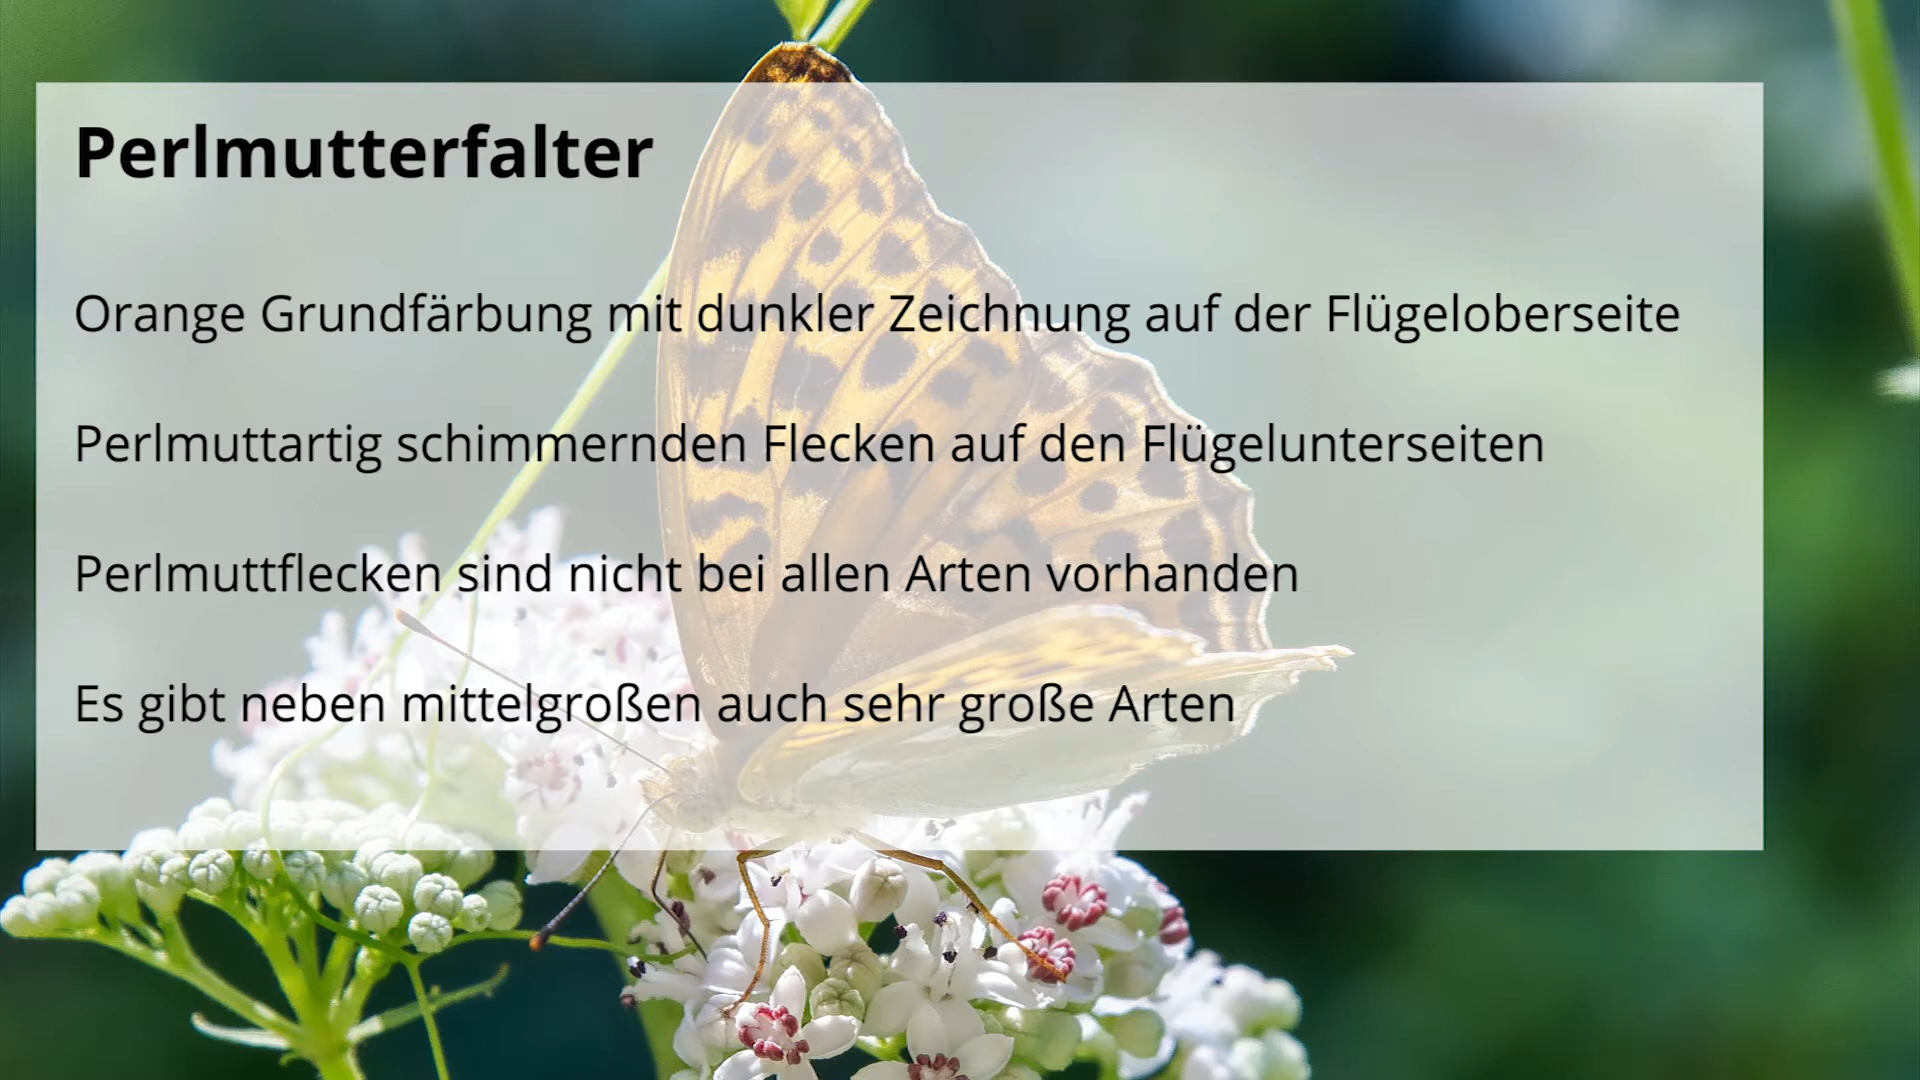 Perlmutterfalter
Orange Grundfärbung mit dunkler Zeichnung auf der Flügeloberseite
Perlmuttartig schimmernden Flecken auf den Flügelunterseiten
Perlmuttflecken sind nicht bei allen Arten vorhanden
Es gibt neben mittelgroßen auch sehr große Arten